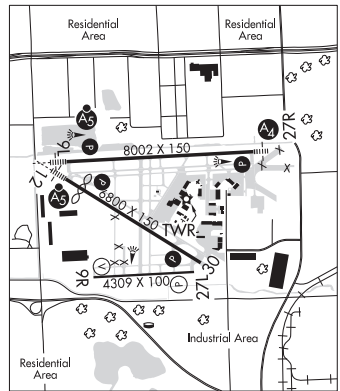 Residential
Area
Residential
Area
A5
A4
27R
9L
P
8002 X 150
P
12
A5
P
6800 X 150
TWR
30
9R
V
P
4309 X 100
P
27L
Industrial Area
Residential
Area